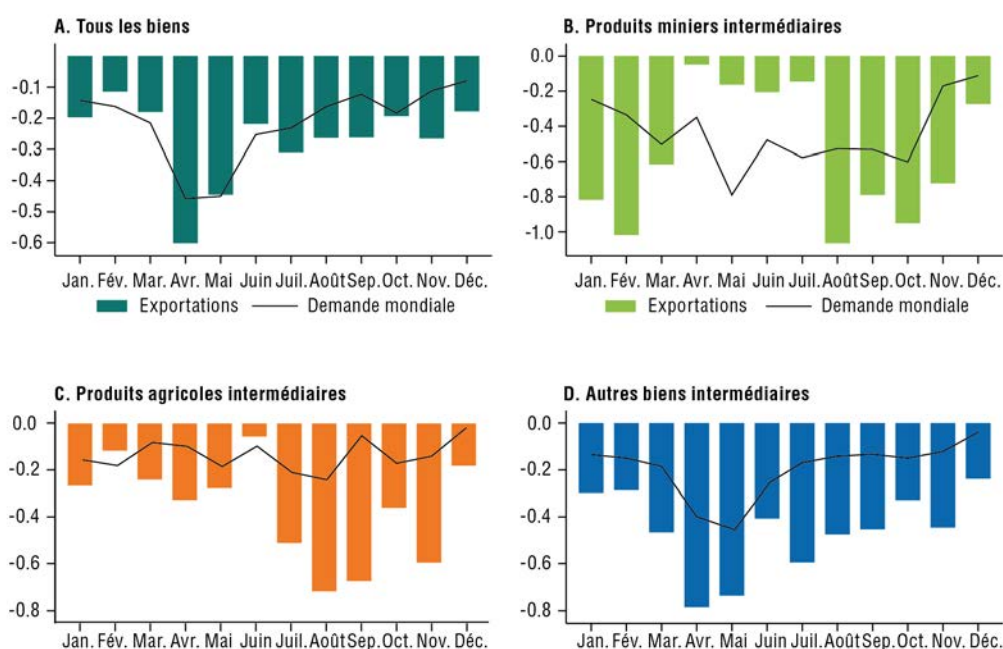 A. Tous les biens
-0.1
-0.2
-0.3
-0.4
-0.5
-0.6
Jan. Fév. Mar. Avr. Mai Juin Juil. Août Sep. Oct. Nov. Déc.
Exportations Demande mondiale
B. Produits miniers intermédiaires
0.0
-0.2
-0.4
-0.6
-0.8
-1.0
Jan. Fév. Mar. Avr. Mai Juin Juil. Août Sep. Oct. Nov. Déc.
Exportations Demande mondiale
C. Produits agricoles intermédiaires
0.0
-0.2
-0.4
-0.6
-0.8
Jan. Fév. Mar. Avr. Mai Juin Juil. Août Sep. Oct. Nov. Déc.
D. Autres biens intermédiaires
0.0
-0.2
-0.4
-0.6
-0.8
Jan. Fév. Mar. Avr. Mai Juin Juil. Août Sep. Oct. Nov. Déc.